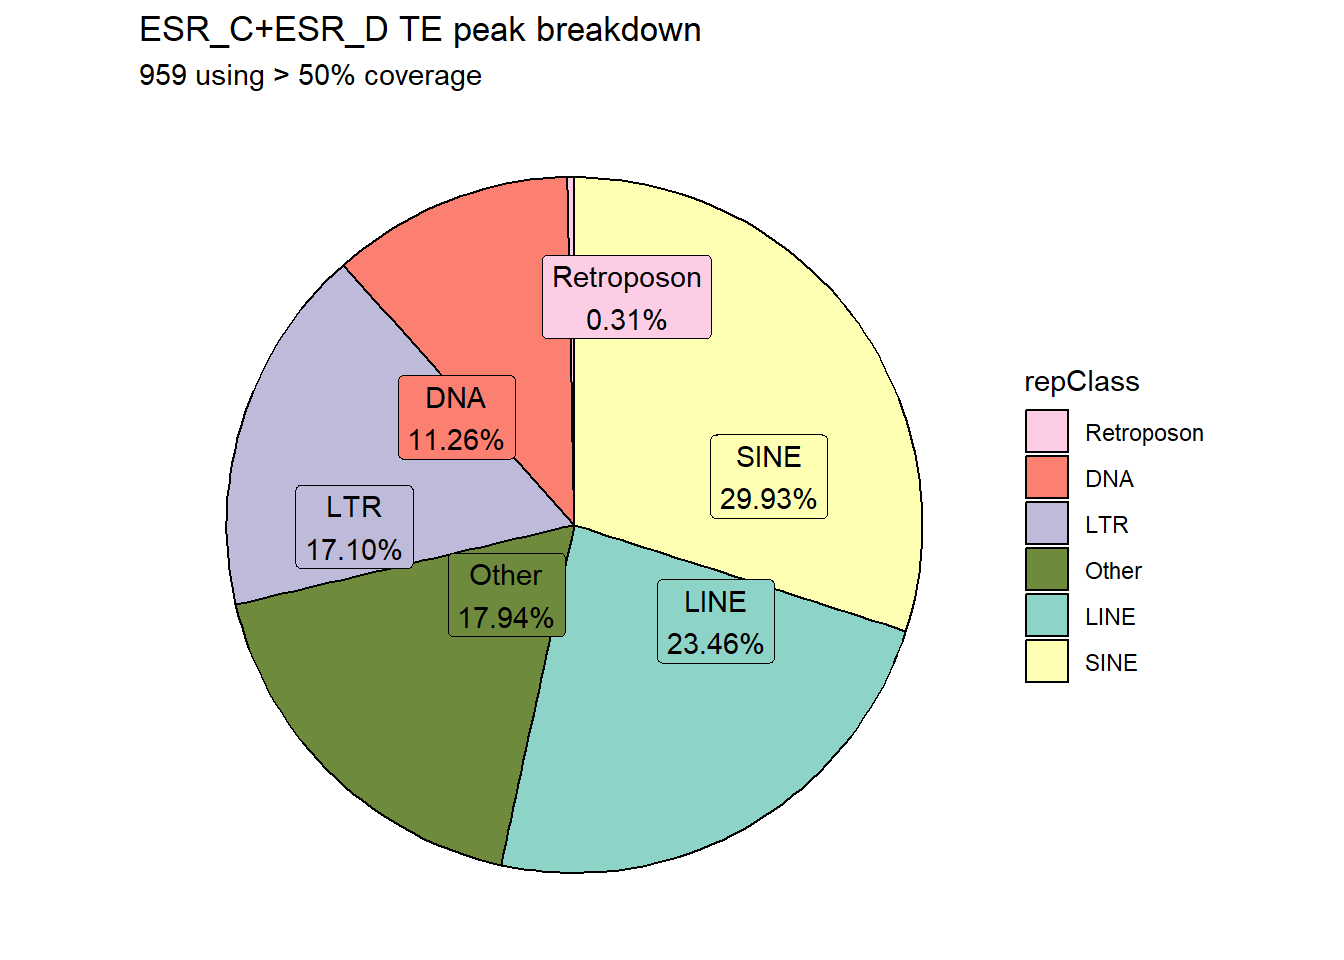 ESR_C+ESR_D TE peak breakdown
959 using > 50% coverage
Retroposon
0.31%
DNA
11.26%
SINE
29.93%
LTR
17.10%
Other
17.94%
LINE
23.46%
repClass
Retroposon
DNA
LTR
Other
LINE
SINE